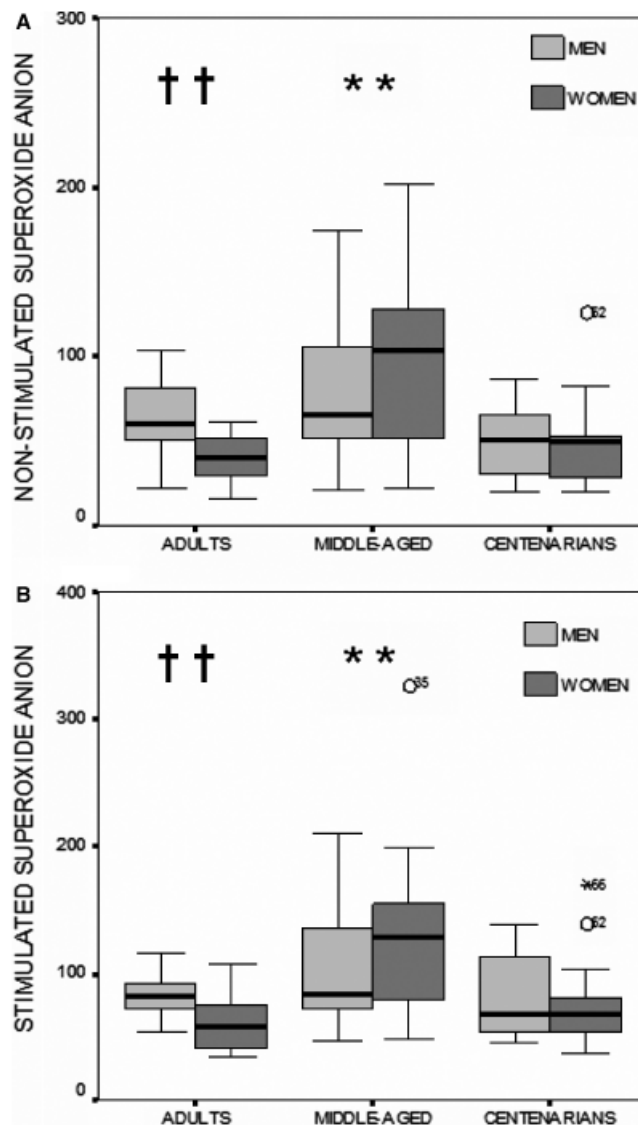 A
300
MEN
†† **
WOMEN
200
NON-STIMULATED SUPEROXIDE ANION
62
100
0
ADULTS MIDDLE-AGED CENTENARIANS
B
400
MEN
†† **
WOMEN
35
300
STIMULATED SUPEROXIDE ANION
200
*66
62
100
0
ADULTS MIDDLE-AGED CENTENARIANS